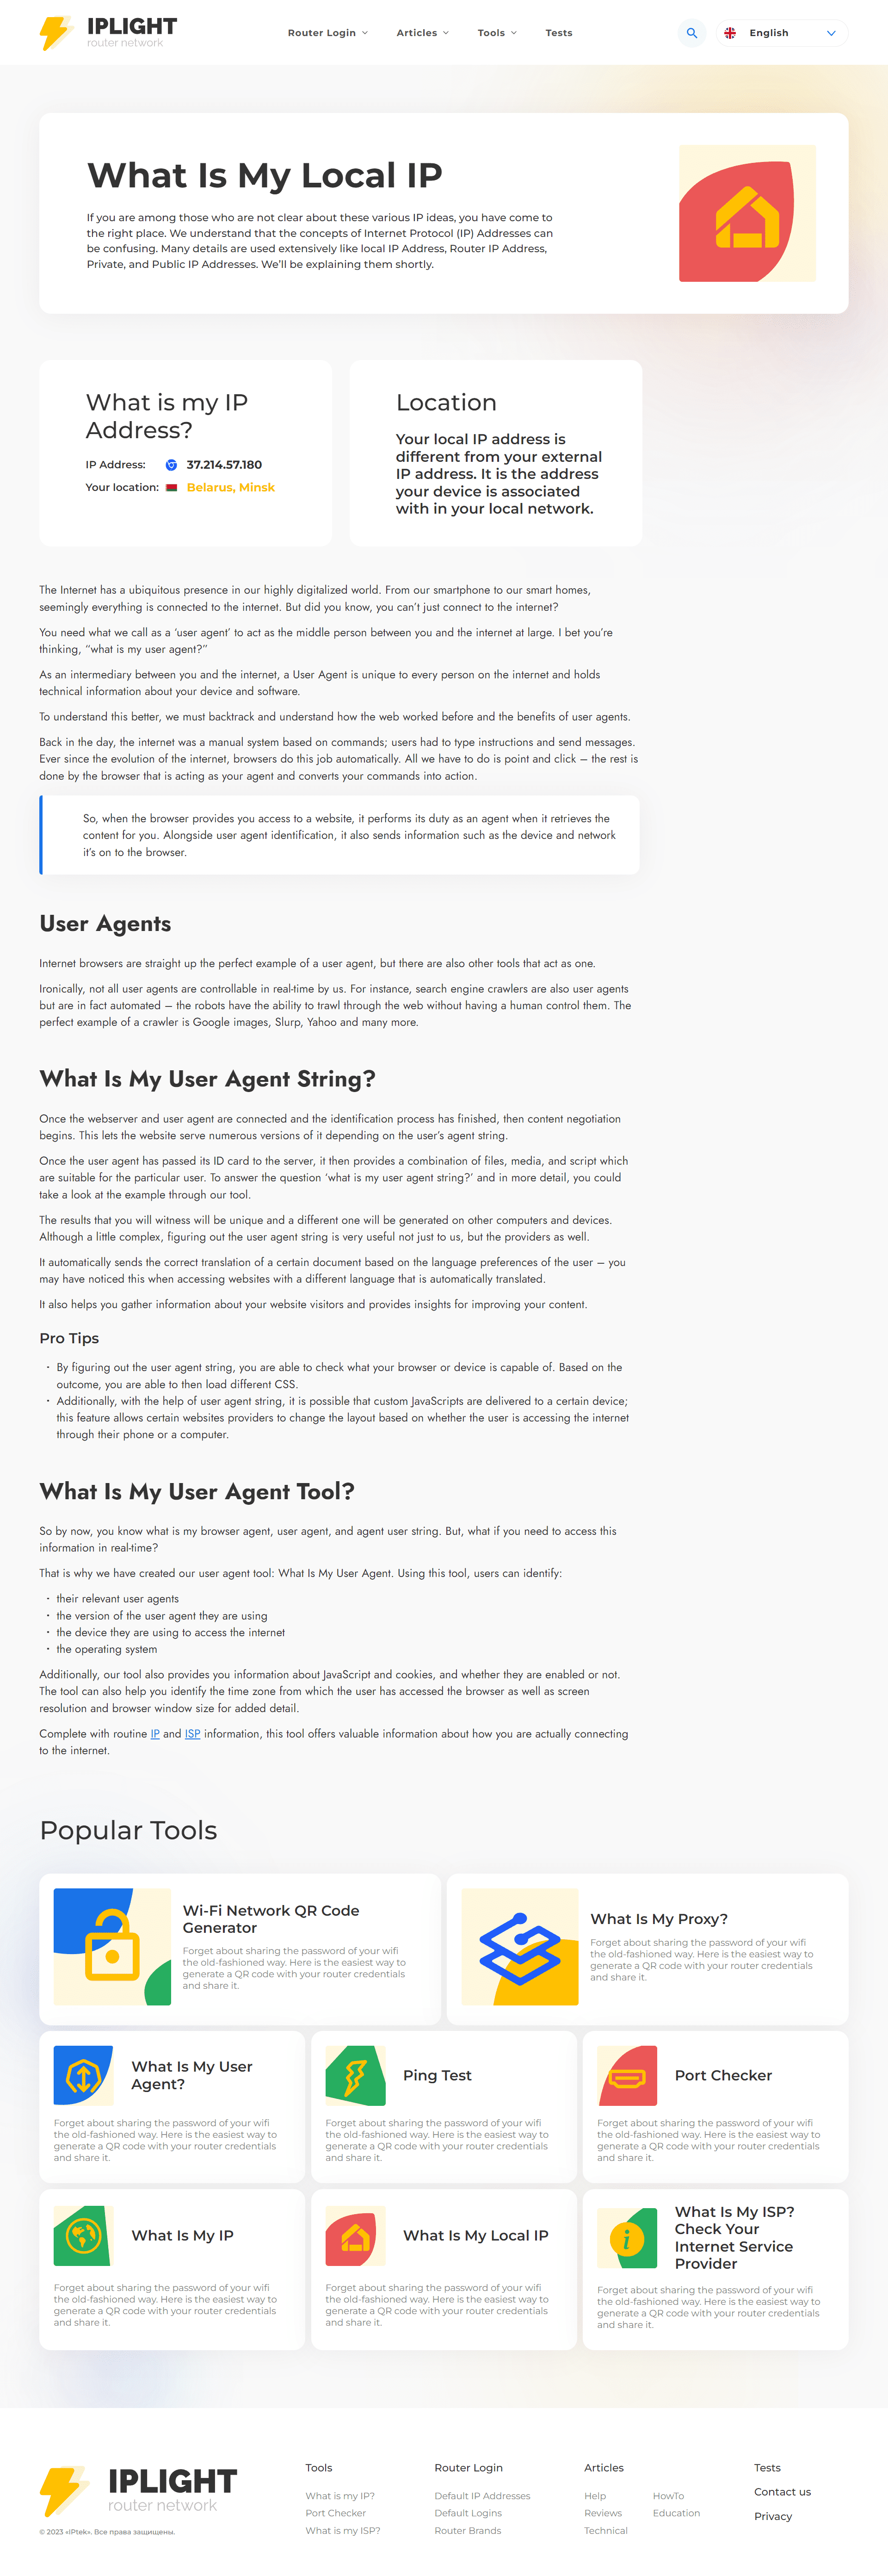 IPLIGHT
router network
Router Login
Articles
Tools
Tests
English
What Is My Local IP
If you are among those who are not clear about these various IP ideas, you have come to
the right place. We understand that the concepts of Internet Protocol (IP) Addresses can
be confusing. Many details are used extensively like local IP Address, Router IP Address,
Private, and Public IP Addresses. We'll be explaining them shortly.
What is my IP
Address?
IP Address: 37.214.57.180
Your location: Belarus, Minsk
Location
Your local IP address is
different from your external
IP address. It is the address
your device is associated
with in your local network.
The Internet has a ubiquitous presence in our highly digitalized world. From our smartphone to our smart homes,
seemingly everything is connected to the internet. But did you know, you can't just connect to the internet?
You need what we call as a ‘user agent’ to act as the middle person between you and the internet at large. I bet you're
thinking, “what is my user agent?”
As an intermediary between you and the internet, a User Agent is unique to every person on the internet and holds
technical information about your device and software.
To understand this better, we must backtrack and understand how the web worked before and the benefits of user agents.
Back in the day, the internet was a manual system based on commands; users had to type instructions and send messages.
Ever since the evolution of the internet, browsers do this job automatically. All we have to do is point and click – the rest is
done by the browser that is acting as your agent and converts your commands into action.
So, when the browser provides you access to a website, it performs its duty as an agent when it retrieves the
content for you. Alongside user agent identification, it also sends information such as the device and network
it's on to the browser.
User Agents
Internet browsers are straight up the perfect example of a user agent, but there are also other tools that act as one.
Ironically, not all user agents are controllable in real-time by us. For instance, search engine crawlers are also user agents
but are in fact automated – the robots have the ability to trawl through the web without having a human control them. The
perfect example of a crawler is Google images, Slurp, Yahoo and many more.
What Is My User Agent String?
Once the webserver and user agent are connected and the identification process has finished, then content negotiation
begins. This lets the website serve numerous versions of it depending on the user's agent string.
Once the user agent has passed its ID card to the server, it then provides a combination of files, media, and script which
are suitable for the particular user. To answer the question ‘what is my user agent string?’ and in more detail, you could
take a look at the example through our tool.
The results that you will witness will be unique and a different one will be generated on other computers and devices.
Although a little complex, figuring out the user agent string is very useful not just to us, but the providers as well.
It automatically sends the correct translation of a certain document based on the language preferences of the user – you
may have noticed this when accessing websites with a different language that is automatically translated.
It also helps you gather information about your website visitors and provides insights for improving your content.
Pro Tips
· By figuring out the user agent string, you are able to check what your browser or device is capable of. Based on the
outcome, you are able to then load different CSS.
· Additionally, with the help of user agent string, it is possible that custom JavaScripts are delivered to a certain device;
this feature allows certain websites providers to change the layout based on whether the user is accessing the internet
through their phone or a computer.
What Is My User Agent Tool?
So by now, you know what is my browser agent, user agent, and agent user string. But, what if you need to access this
information in real-time?
That is why we have created our user agent tool: What Is My User Agent. Using this tool, users can identify:
· their relevant user agents
· the version of the user agent they are using
· the device they are using to access the internet
· the operating system
Additionally, our tool also provides you information about JavaScript and cookies, and whether they are enabled or not.
The tool can also help you identify the time zone from which the user has accessed the browser as well as screen
resolution and browser window size for added detail.
Complete with routine IP and ISP information, this tool offers valuable information about how you are actually connecting
to the internet.
Popular Tools
Wi-Fi Network QR Code
Generator
Forget about sharing the password of your wifi
the old-fashioned way. Here is the easiest way to
generate a QR code with your router credentials
and share it.
What Is My Proxy?
Forget about sharing the password of your wifi
the old-fashioned way. Here is the easiest way to
generate a QR code with your router credentials
and share it.
What Is My User
Agent?
Forget about sharing the password of your wifi
the old-fashioned way. Here is the easiest way to
generate a QR code with your router credentials
and share it.
Ping Test
Forget about sharing the password of your wifi
the old-fashioned way. Here is the easiest way to
generate a QR code with your router credentials
and share it.
Port Checker
Forget about sharing the password of your wifi
the old-fashioned way. Here is the easiest way to
generate a QR code with your router credentials
and share it.
What Is My IP
Forget about sharing the password of your wifi
the old-fashioned way. Here is the easiest way to
generate a QR code with your router credentials
and share it.
What Is My Local IP
Forget about sharing the password of your wifi
the old-fashioned way. Here is the easiest way to
generate a QR code with your router credentials
and share it.
What Is My ISP?
Check Your
Internet Service
Provider
Forget about sharing the password of your wifi
the old-fashioned way. Here is the easiest way to
generate a QR code with your router credentials
and share it.
IPLIGHT
router network
© 2023 «IPtek». Все права защищены.
Tools
What is my IP?
Port Checker
What is my ISP?
Router Login
Default IP Addresses
Default Logins
Router Brands
Articles
Help
Reviews
Technical
HowTo
Education
Tests
Contact us
Privacy